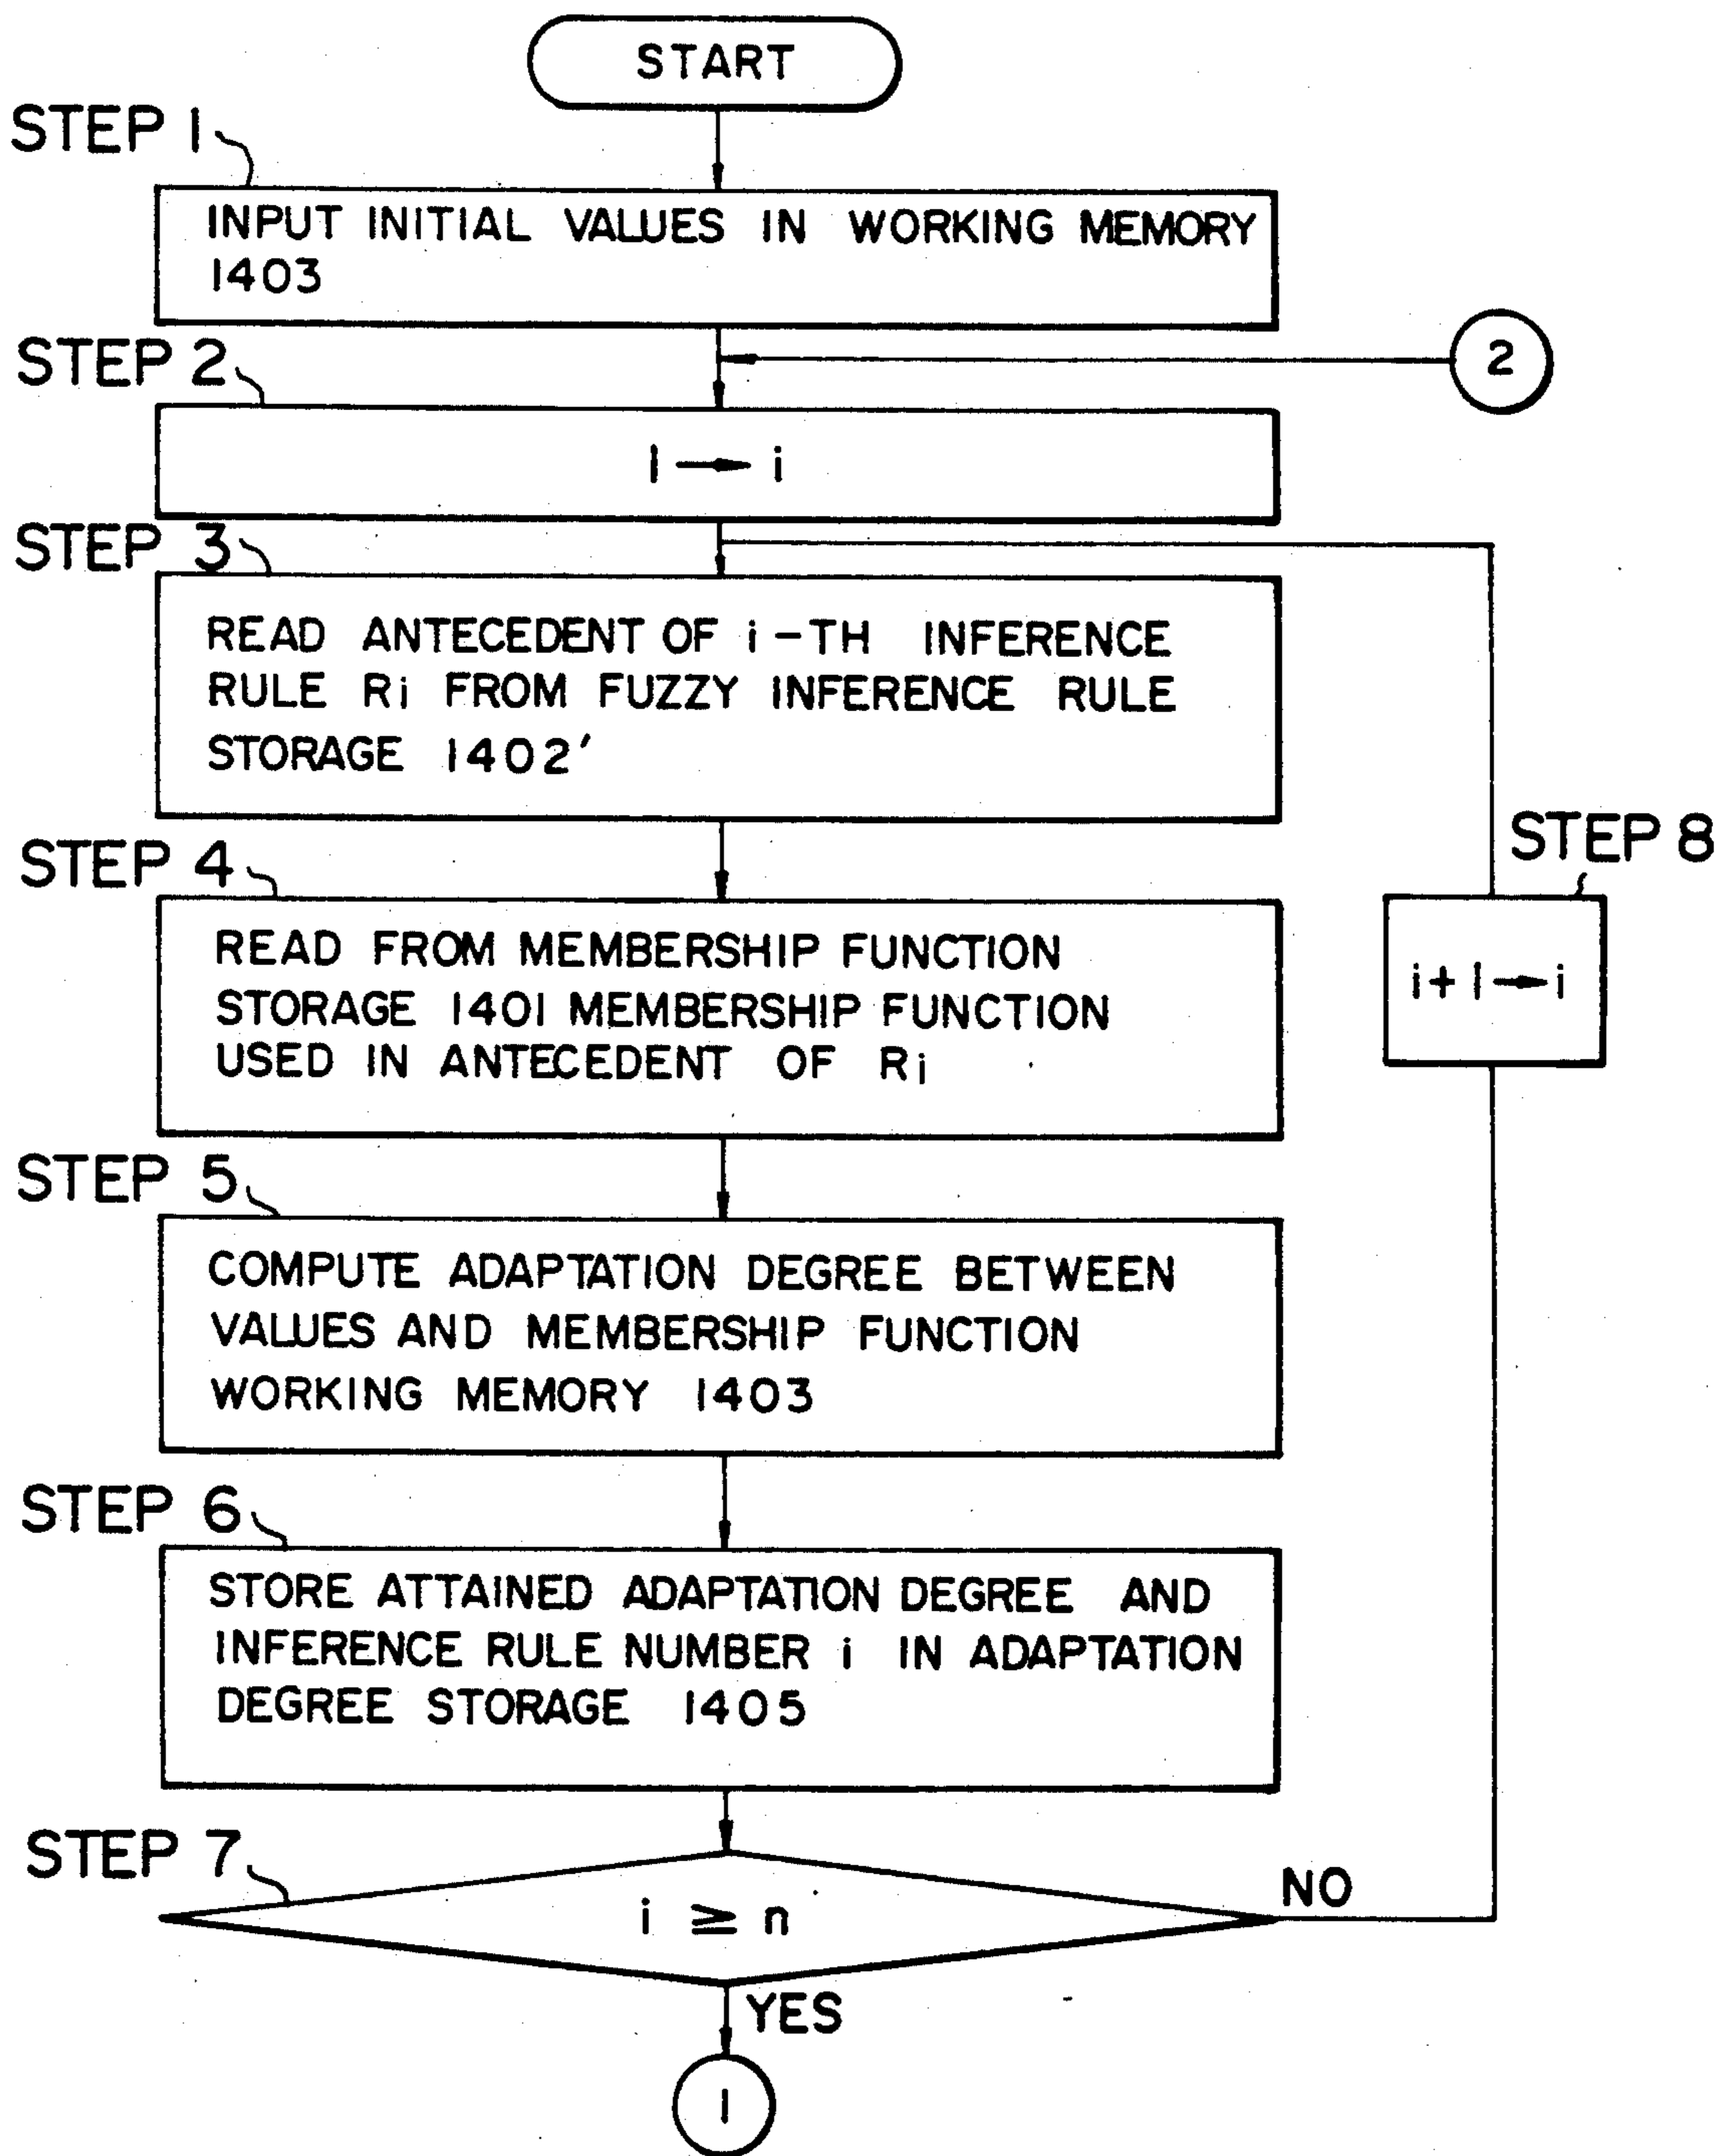 START
STEP 1
INPUT INITIAL VALUES IN WORKING MEMORY
1403
STEP 2
2
1 → i
STEP 3
READ ANTECEDENT OF i-TH INFERENCE
RULE Ri FROM FUZZY INFERENCE RULE
STORAGE 1402'
STEP 4
READ FROM MEMBERSHIP FUNCTION
STORAGE 1401 MEMBERSHIP FUNCTION
USED IN ANTECEDENT OF Ri
STEP 8
i+1→i
STEP 5
COMPUTE ADAPTATION DEGREE BETWEEN
VALUES AND MEMBERSHIP FUNCTION
WORKING MEMORY 1403
STEP 6
STORE ATTAINED ADAPTATION DEGREE AND
INFERENCE RULE NUMBER i IN ADAPTATION
DEGREE STORAGE 1405
STEP 7
i ≧ n
NO
YES
1